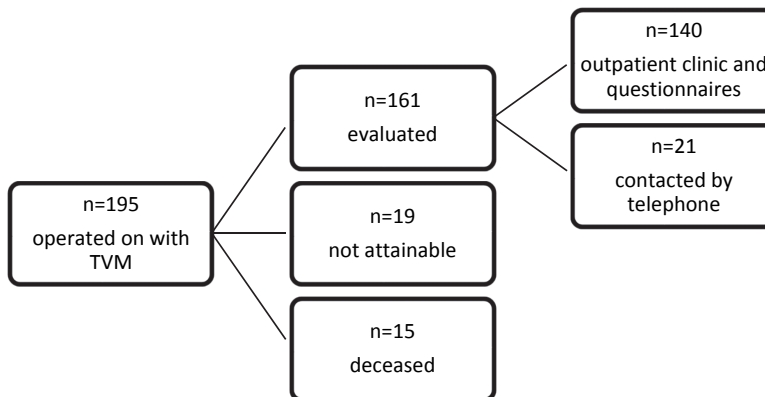 n=195
operated on with
TVM
n=161
evaluated
n=19
not attainable
n=15
deceased
n=140
outpatient clinic and
questionnaires
n=21
contacted by
telephone